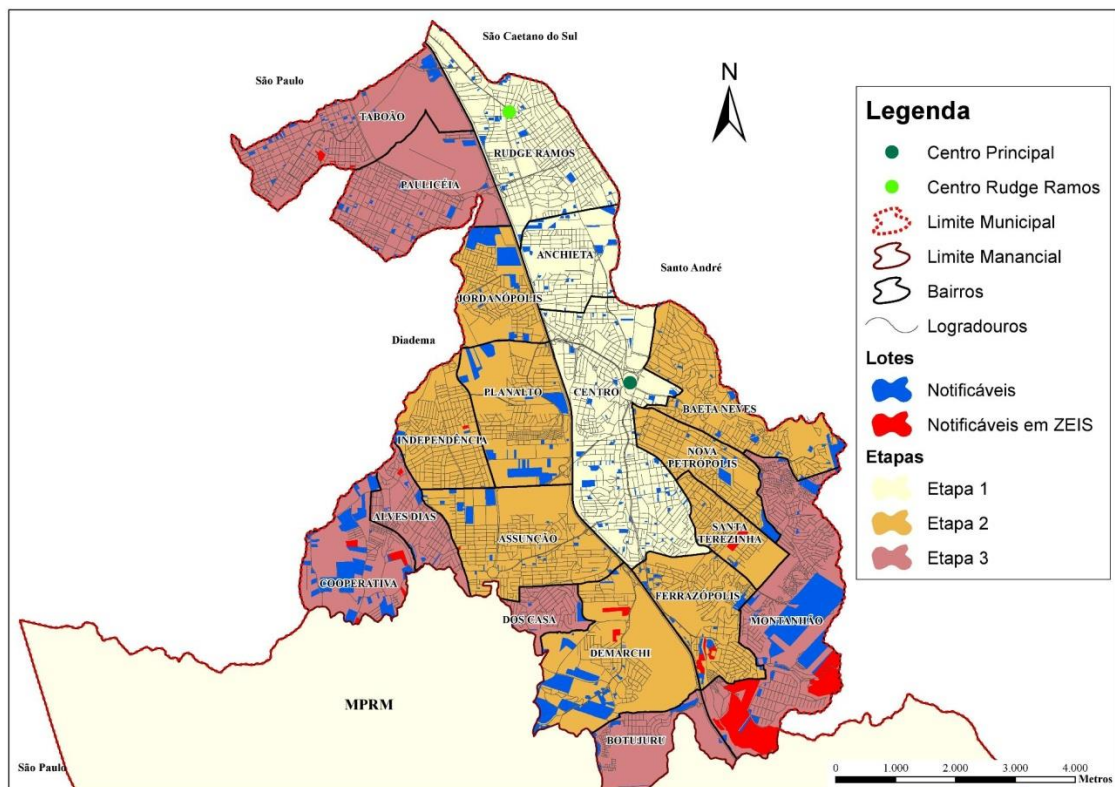 São Caetano do Sul
São Paulo
TABOÃO
RUDGE RAMOS
PAULICÉIA
ANCHIETA
Santo André
JORDANÓPOLIS
Diadema
PLANALTO
CENTRO
BAETA NEVES
INDEPENDÊNCIA
NOVA
PETRÓPOLIS
ALVES DIAS
ASSUNÇÃO
SANTA
TEREZINHA
COOPERATIVA
FERRAZÓPOLIS
DOS CASA
MONTANHÃO
DEMARCHI
MPRM
BOTUJURU
São Paulo
N
Legenda
Centro Principal
Centro Rudge Ramos
Limite Municipal
Limite Manancial
Bairros
Logradouros
Lotes
Notificáveis
Notificáveis em ZEIS
Etapas
Etapa 1
Etapa 2
Etapa 3
0 1.000 2.000 3.000 4.000
Metros